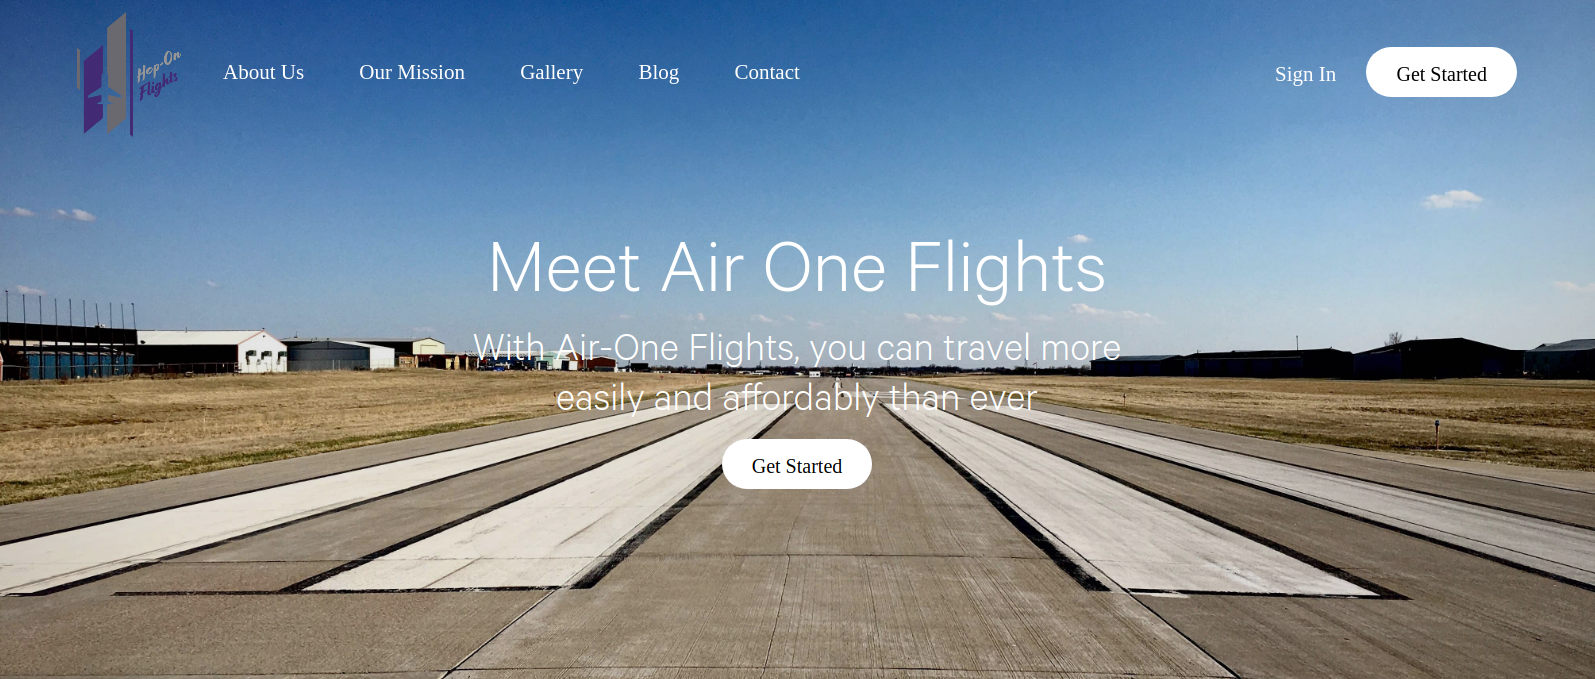 Hop-On
Flights
About Us
Our Mission
Gallery
Blog
Contact
Sign In
Get Started
Meet Air One Flights
With Air-One Flights, you can travel more
easily and affordably than ever
Get Started